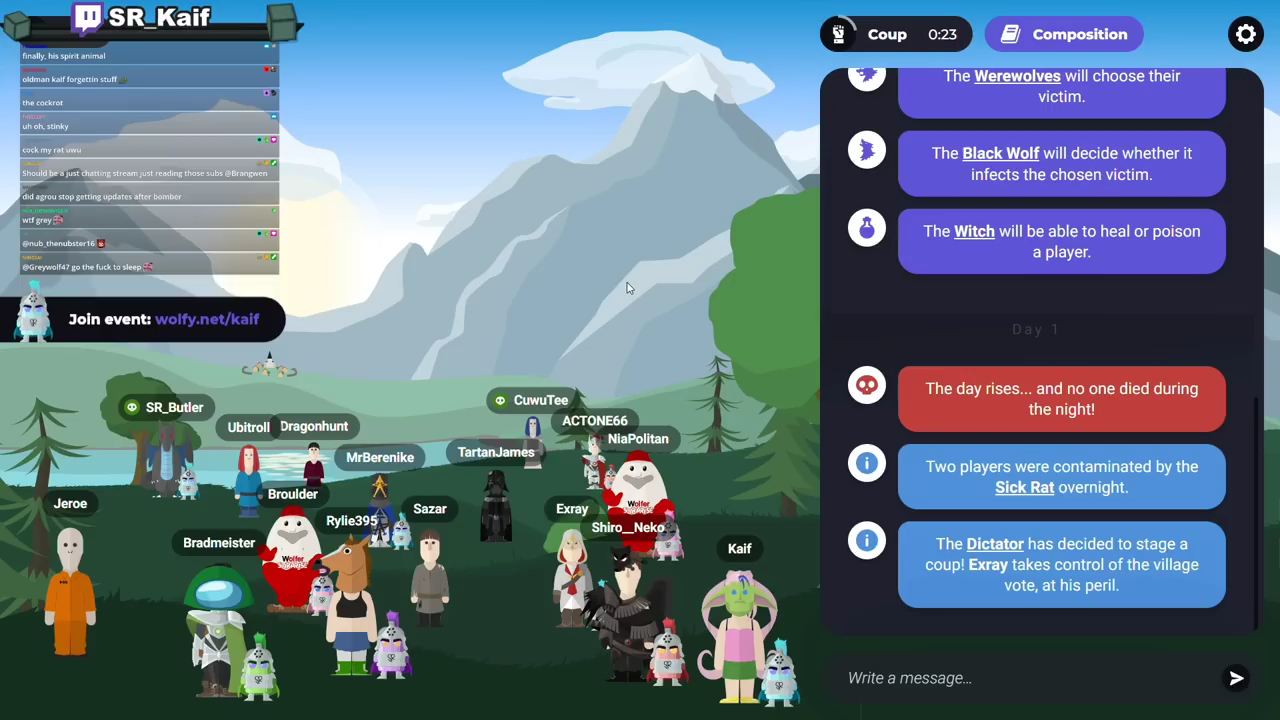 SR_Kaif
finally, his spirit animal
oldman kaif forgettin stuff
the cockrot
uh oh, stinky
cock my rat uwu
Should be a just chatting stream just reading those subs @Brangwen
did agrou stop getting updates after bomber
wtf grey
@nub_thenubster16
@Greywolf47 go the fuck to sleep
Join event: wolfy.net/kaif
SR_Butler
CuwuTee
Ubitroll
Dragonhunt
ACTONE66
NiaPolitan
MrBerenike
TartanJames
Jeroe
Broulder
Rylie395
Sazar
Exray
Shiro__Neko
Bradmeister
Kaif
Coup 0:23
Composition
The Werewolves will choose their
victim.
The Black Wolf will decide whether it
infects the chosen victim.
The Witch will be able to heal or poison
a player.
Day 1
The day rises... and no one died during
the night!
Two players were contaminated by the
Sick Rat overnight.
The Dictator has decided to stage a
coup! Exray takes control of the village
vote, at his peril.
Write a message...